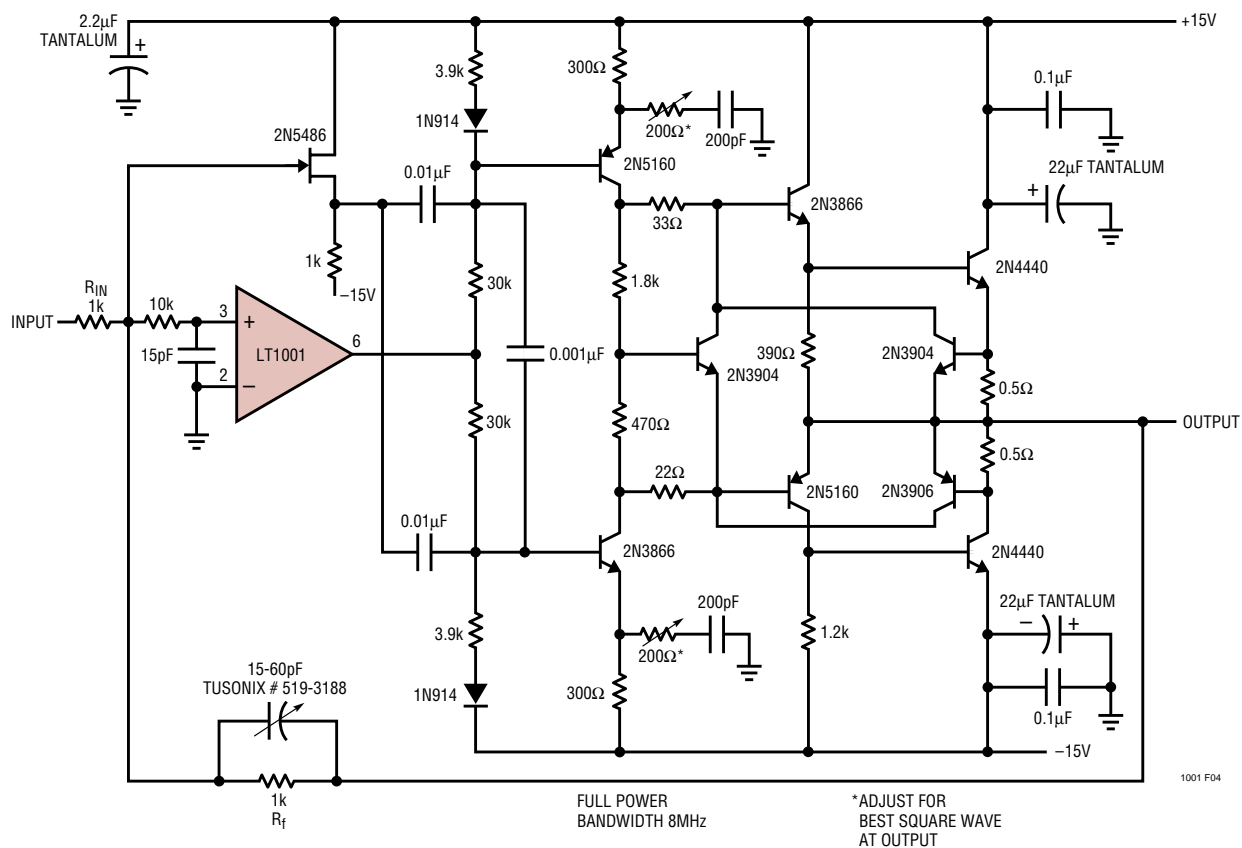 2.2µF
TANTALUM
+
+15V
3.9k
300Ω
0.1µF
1N914
200Ω*
200pF
2N5486
2N5160
22µF TANTALUM
+
0.01µF
33Ω
2N3866
1k
–15V
30k
1.8k
2N4440
RIN
1k
10k
INPUT
3
+
LT1001
6
15pF
2
–
0.001µF
2N3904
390Ω
2N3904
0.5Ω
30k
470Ω
OUTPUT
0.5Ω
22Ω
2N5160
2N3906
0.01µF
2N3866
2N4440
22µF TANTALUM
–
+
200pF
3.9k
200Ω*
1.2k
15-60pF
TUSONIX # 519-3188
1N914
300Ω
0.1µF
–15V
1k
Rf
FULL POWER
BANDWIDTH 8MHz
*ADJUST FOR
BEST SQUARE WAVE
AT OUTPUT
1001 F04